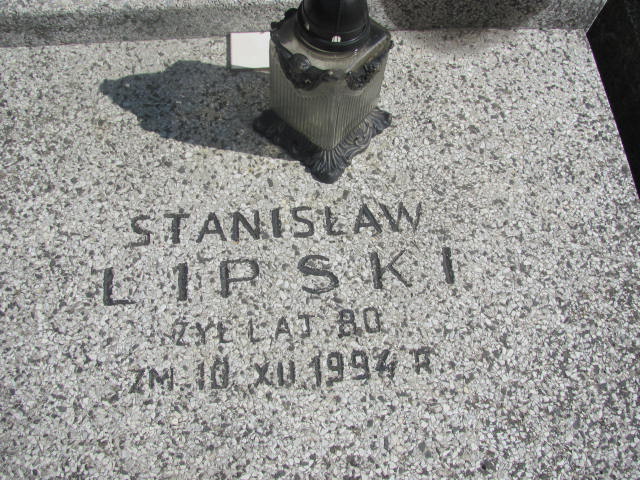 STANISŁAW
LIPSKI
ŻYŁ LAT 80
ZM. 10 XII 1994 R